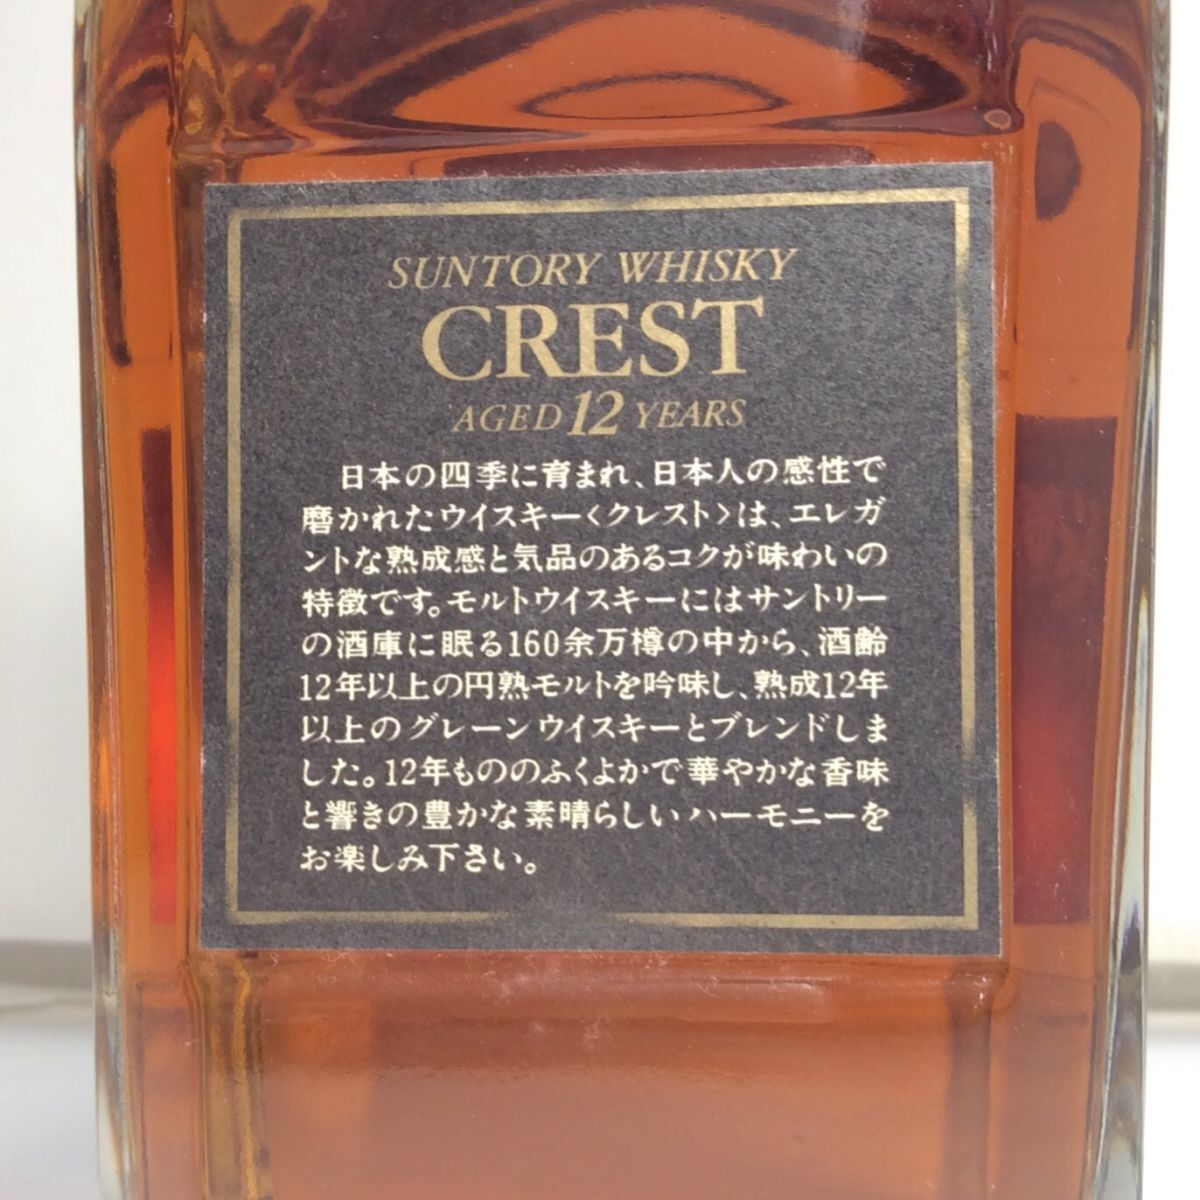 SUNTORY WHISKY
CREST
AGED 12 YEARS
日本の四季に育まれ、日本人の感性で
磨かれたウイスキー〈クレスト〉は、エレガ
ントな熟成感と気品のあるコクが味わいの
特徴です。モルトウイスキーにはサントリー
の酒庫に眠る160余万樽の中から、酒齢
12年以上の円熟モルトを吟味し、熟成12年
以上のグレーンウイスキーとブレンドしま
した。12年もののふくよかで華やかな香味
と響きの豊かな素晴らしいハーモニーを
お楽しみ下さい。